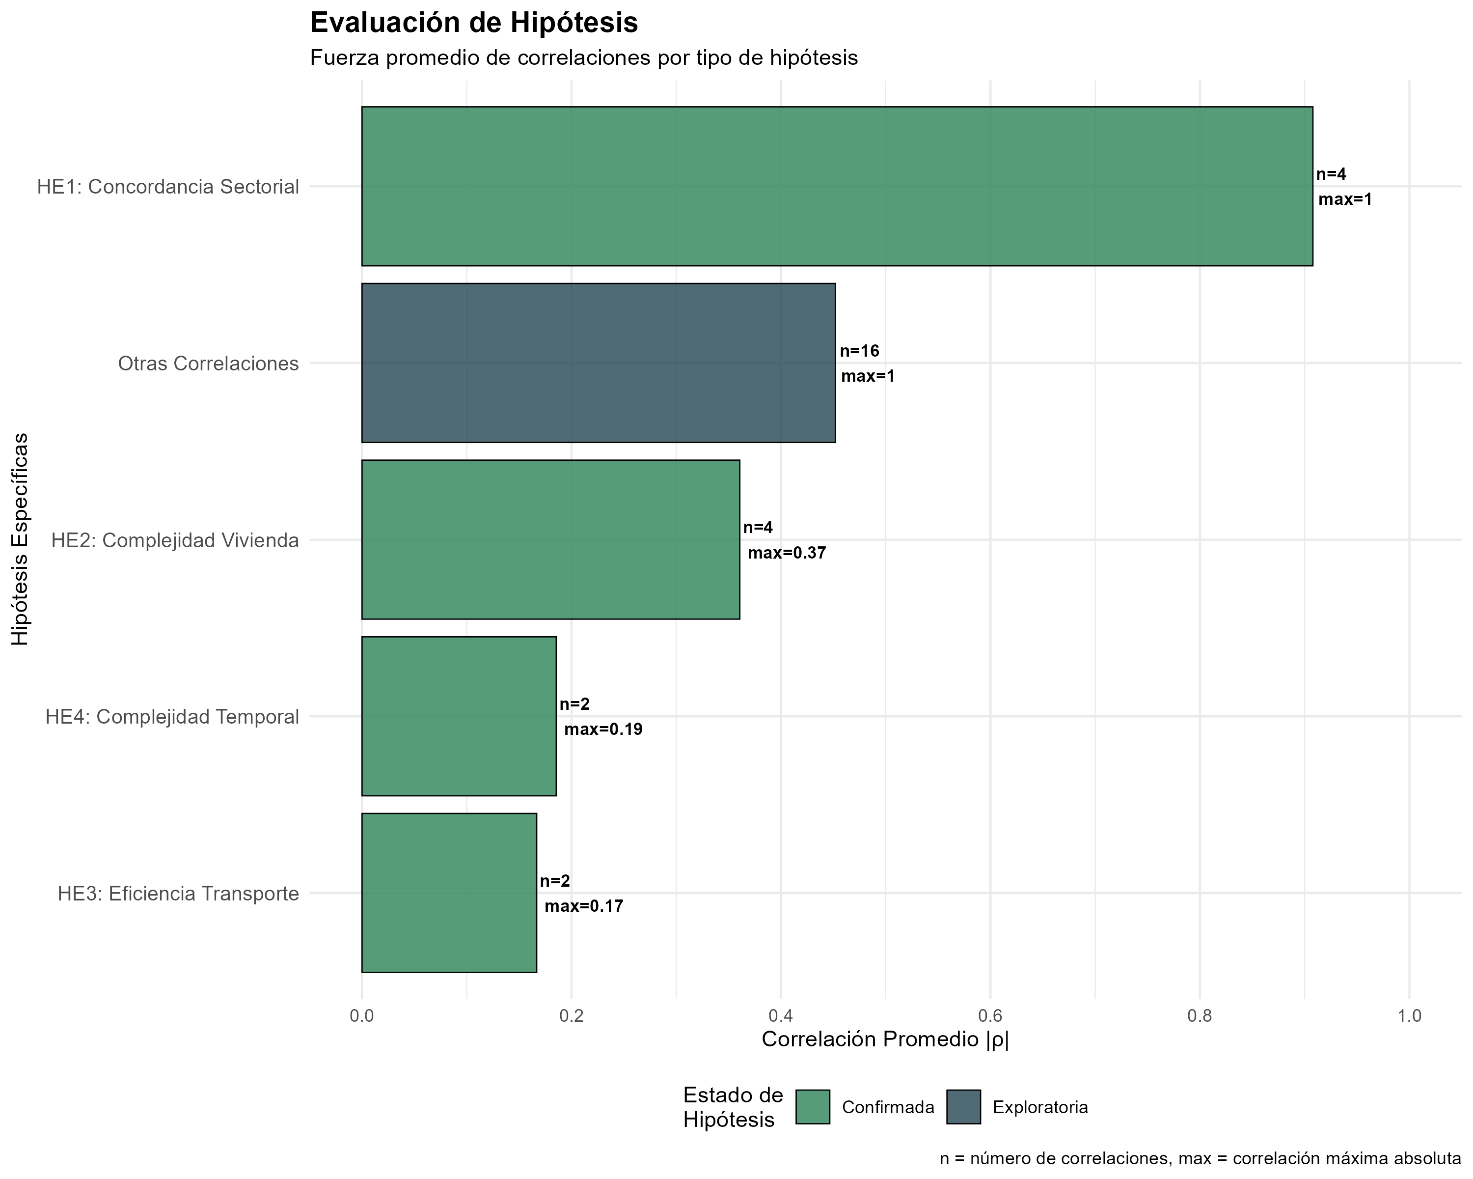 Evaluación de Hipótesis
Fuerza promedio de correlaciones por tipo de hipótesis
Hipótesis Específicas
HE1: Concordancia Sectorial
n=4
max=1
Otras Correlaciones
n=16
max=1
HE2: Complejidad Vivienda
n=4
max=0.37
HE4: Complejidad Temporal
n=2
max=0.19
HE3: Eficiencia Transporte
n=2
max=0.17
0.0 0.2 0.4 0.6 0.8 1.0
Correlación Promedio |ρ|
Estado de
Hipótesis
Confirmada Exploratoria
n = número de correlaciones, max = correlación máxima absoluta